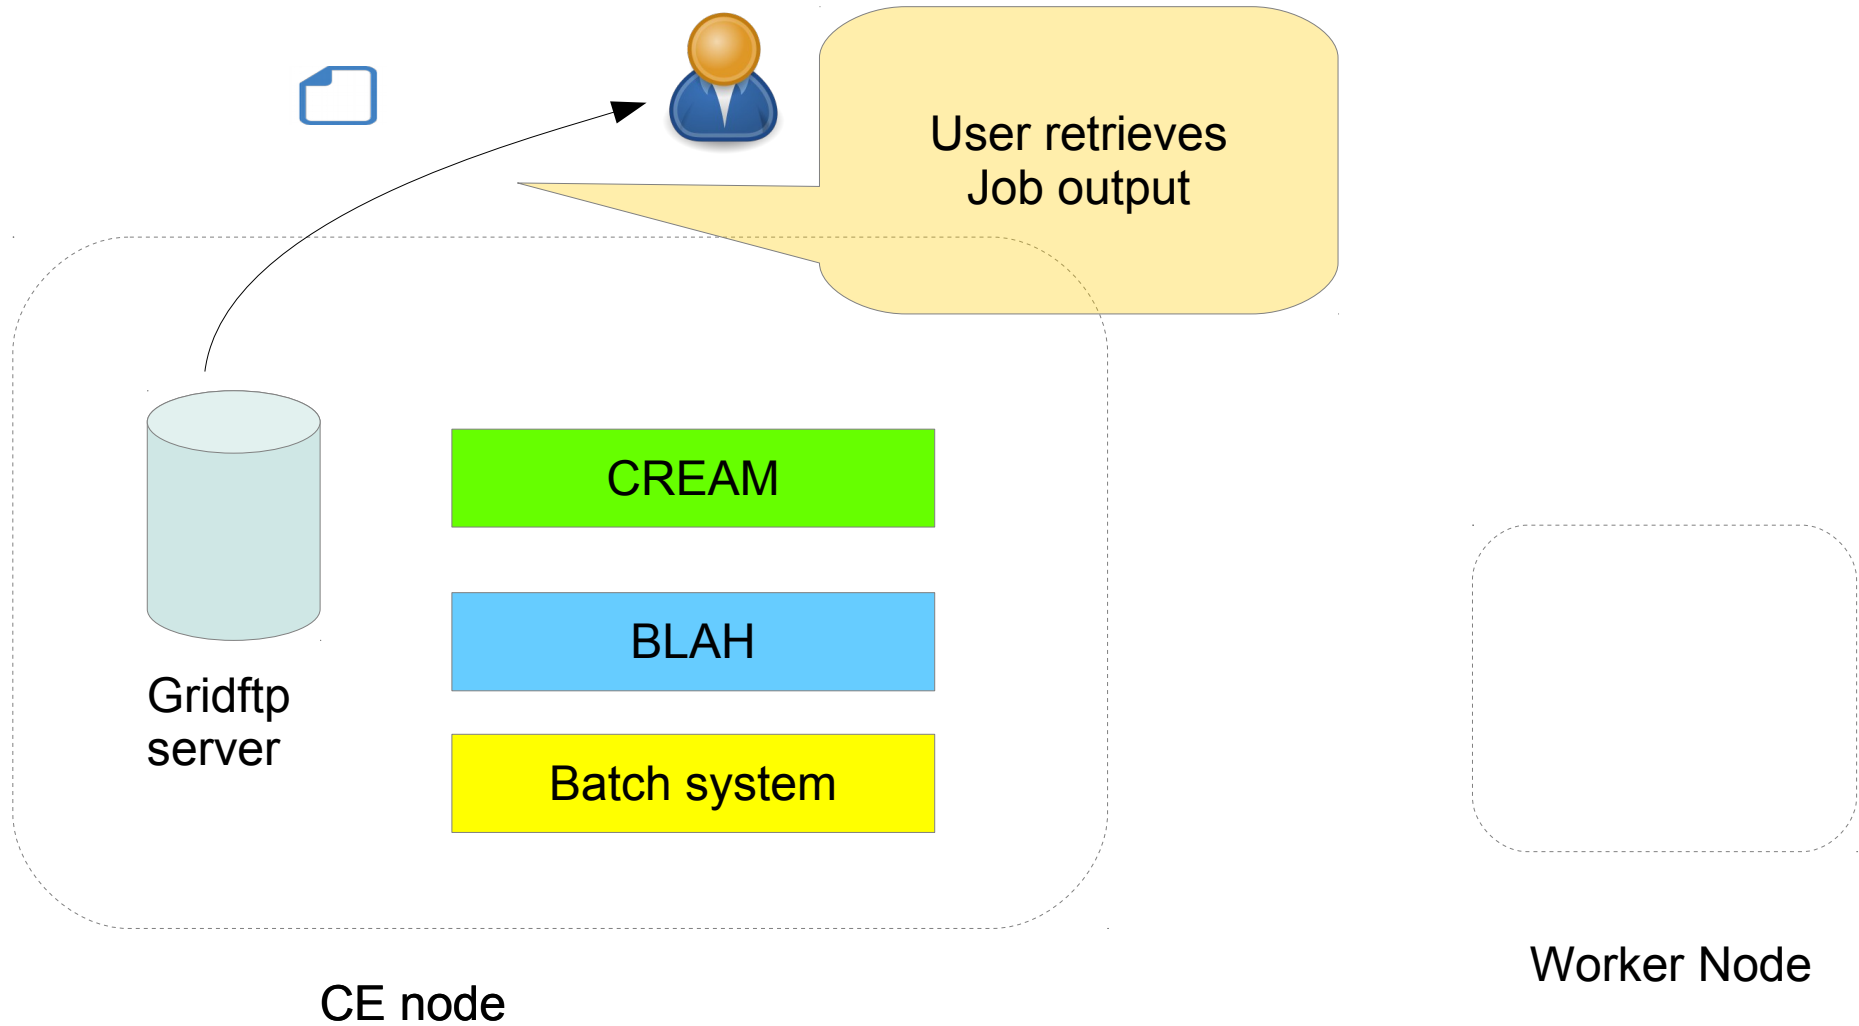 User retrieves
Job output
CREAM
BLAH
Gridftp
server
Batch system
Worker Node
CE node